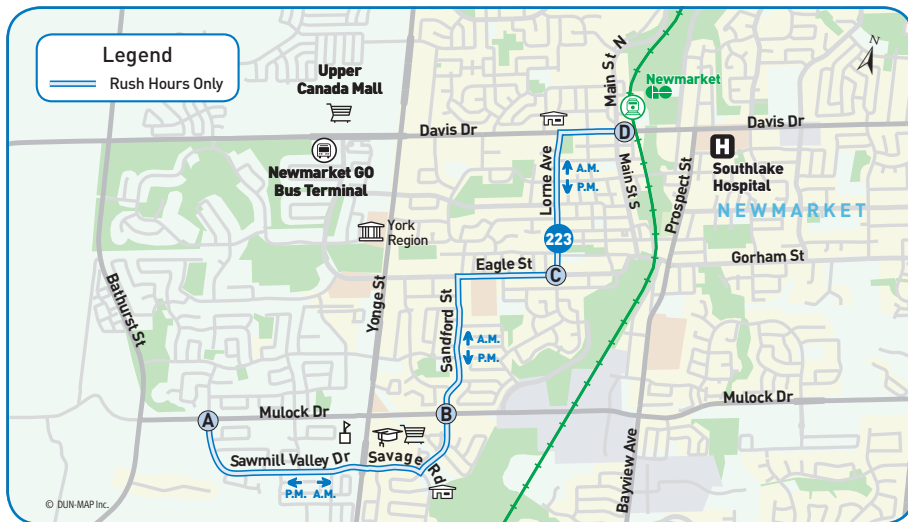 Legend
Rush Hours Only
Upper
Canada Mall
Newmarket GO
Bus Terminal
Davis Dr
Main St N
Newmarket
GO
D
Davis Dr
H
Southlake
Hospital
NEWMARKET
Lorne Ave
A.M.
P.M.
Main St S
Prospect St
York
Region
223
Eagle St
C
Gorham St
Bathurst St
Yonge St
Sandford St
A.M.
P.M.
A
Mulock Dr
B
Mulock Dr
Sawmill Valley Dr
Savage Rd
P.M. A.M.
Bayview Ave
N
© DUN-MAP Inc.